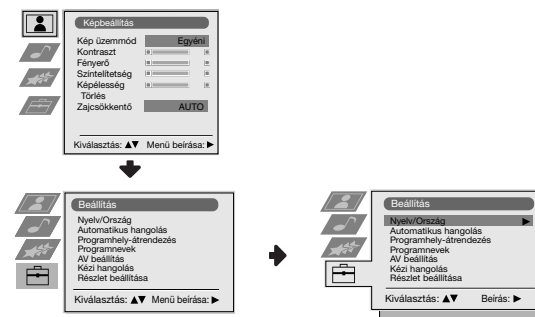 Képbeállítás
Kép üzemmód Egyéni
Kontraszt
Fényerő
Színtelítetség
Képélesség
Törlés
Zajcsökkentő AUTO
Kiválasztás: ▲▼ Menü beírása: ▶
Beállítás
Nyelv/Ország
Automatikus hangolás
Programhely-átrendezés
Programnevek
AV beállítás
Kézi hangolás
Részlet beállítása
Kiválasztás: ▲▼ Menü beírása: ▶
Beállítás
Nyelv/Ország ▶
Automatikus hangolás
Programhely-átrendezés
Programnevek
AV beállítás
Kézi hangolás
Részlet beállítása
Kiválasztás: ▲▼ Beírás: ▶